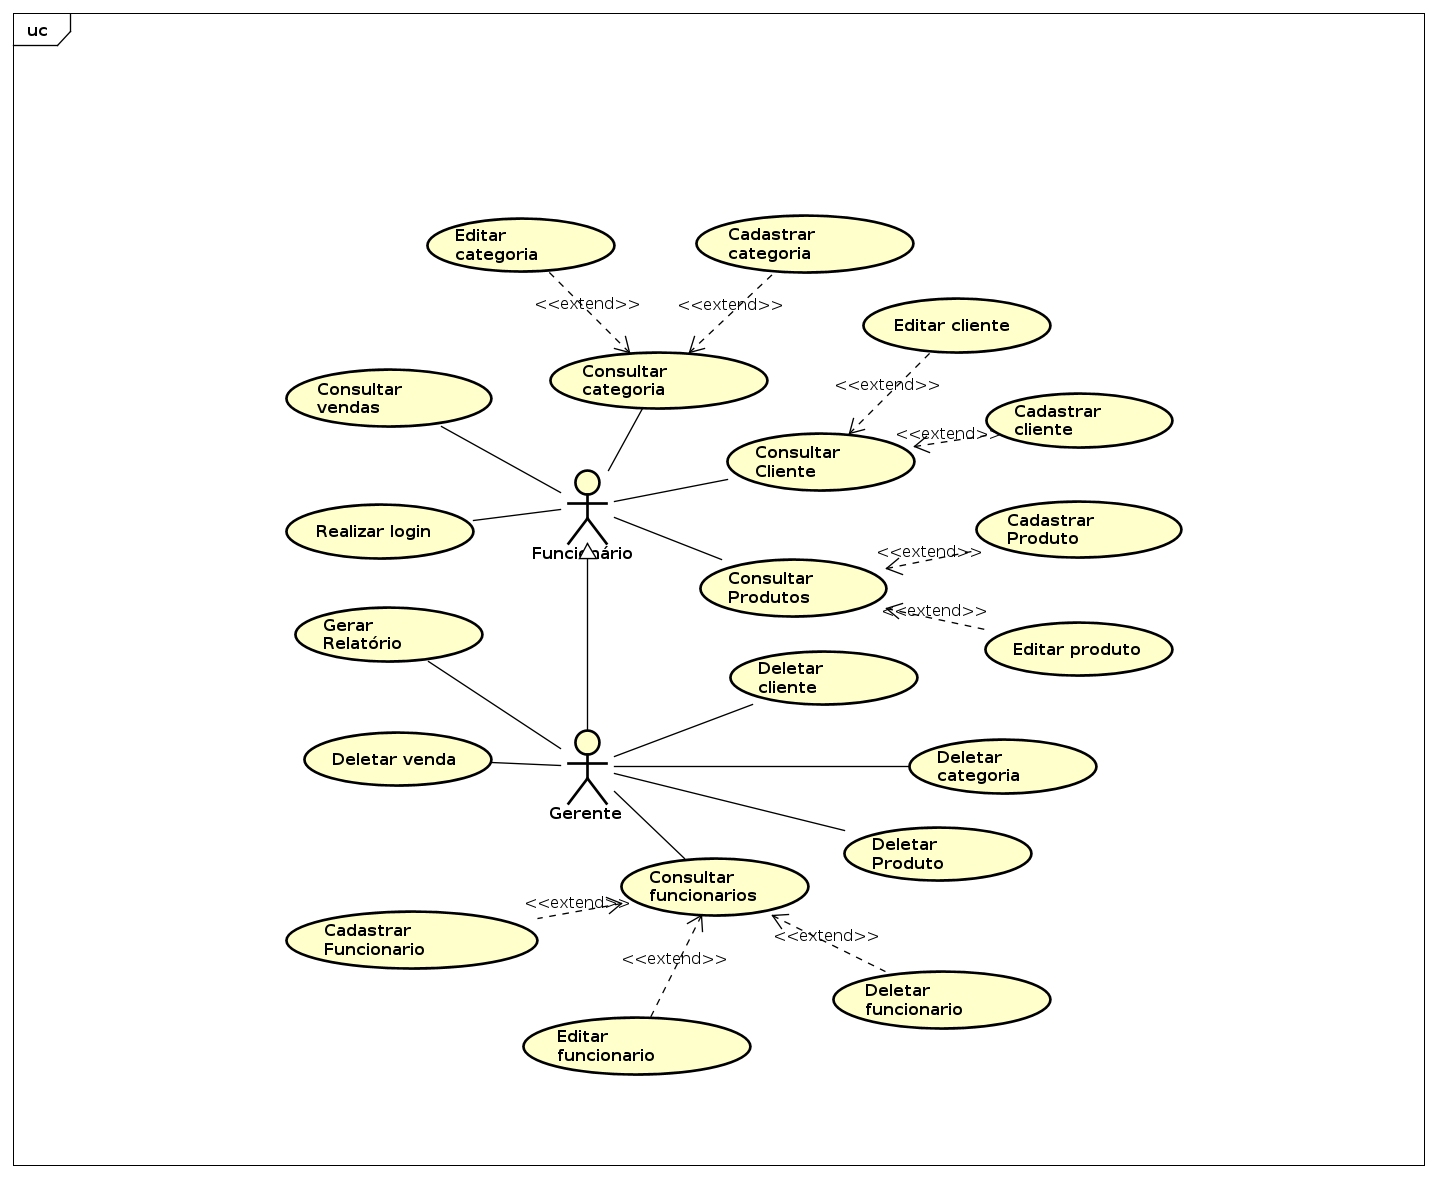 uc
Editar
categoria
Cadastrar
categoria
<<extend>>
<<extend>>
Editar cliente
Consultar
categoria
Consultar
vendas
<<extend>>
Cadastrar
cliente
<<extend>>
Consultar
Cliente
Realizar login
Cadastrar
Produto
Funcionário
<<extend>>
Consultar
Produtos
<<extend>>
Gerar
Relatório
Editar produto
Deletar
cliente
Deletar venda
Deletar
categoria
Gerente
Deletar
Produto
Consultar
funcionarios
<<extend>>
Cadastrar
Funcionario
<<extend>>
<<extend>>
Deletar
funcionario
Editar
funcionario